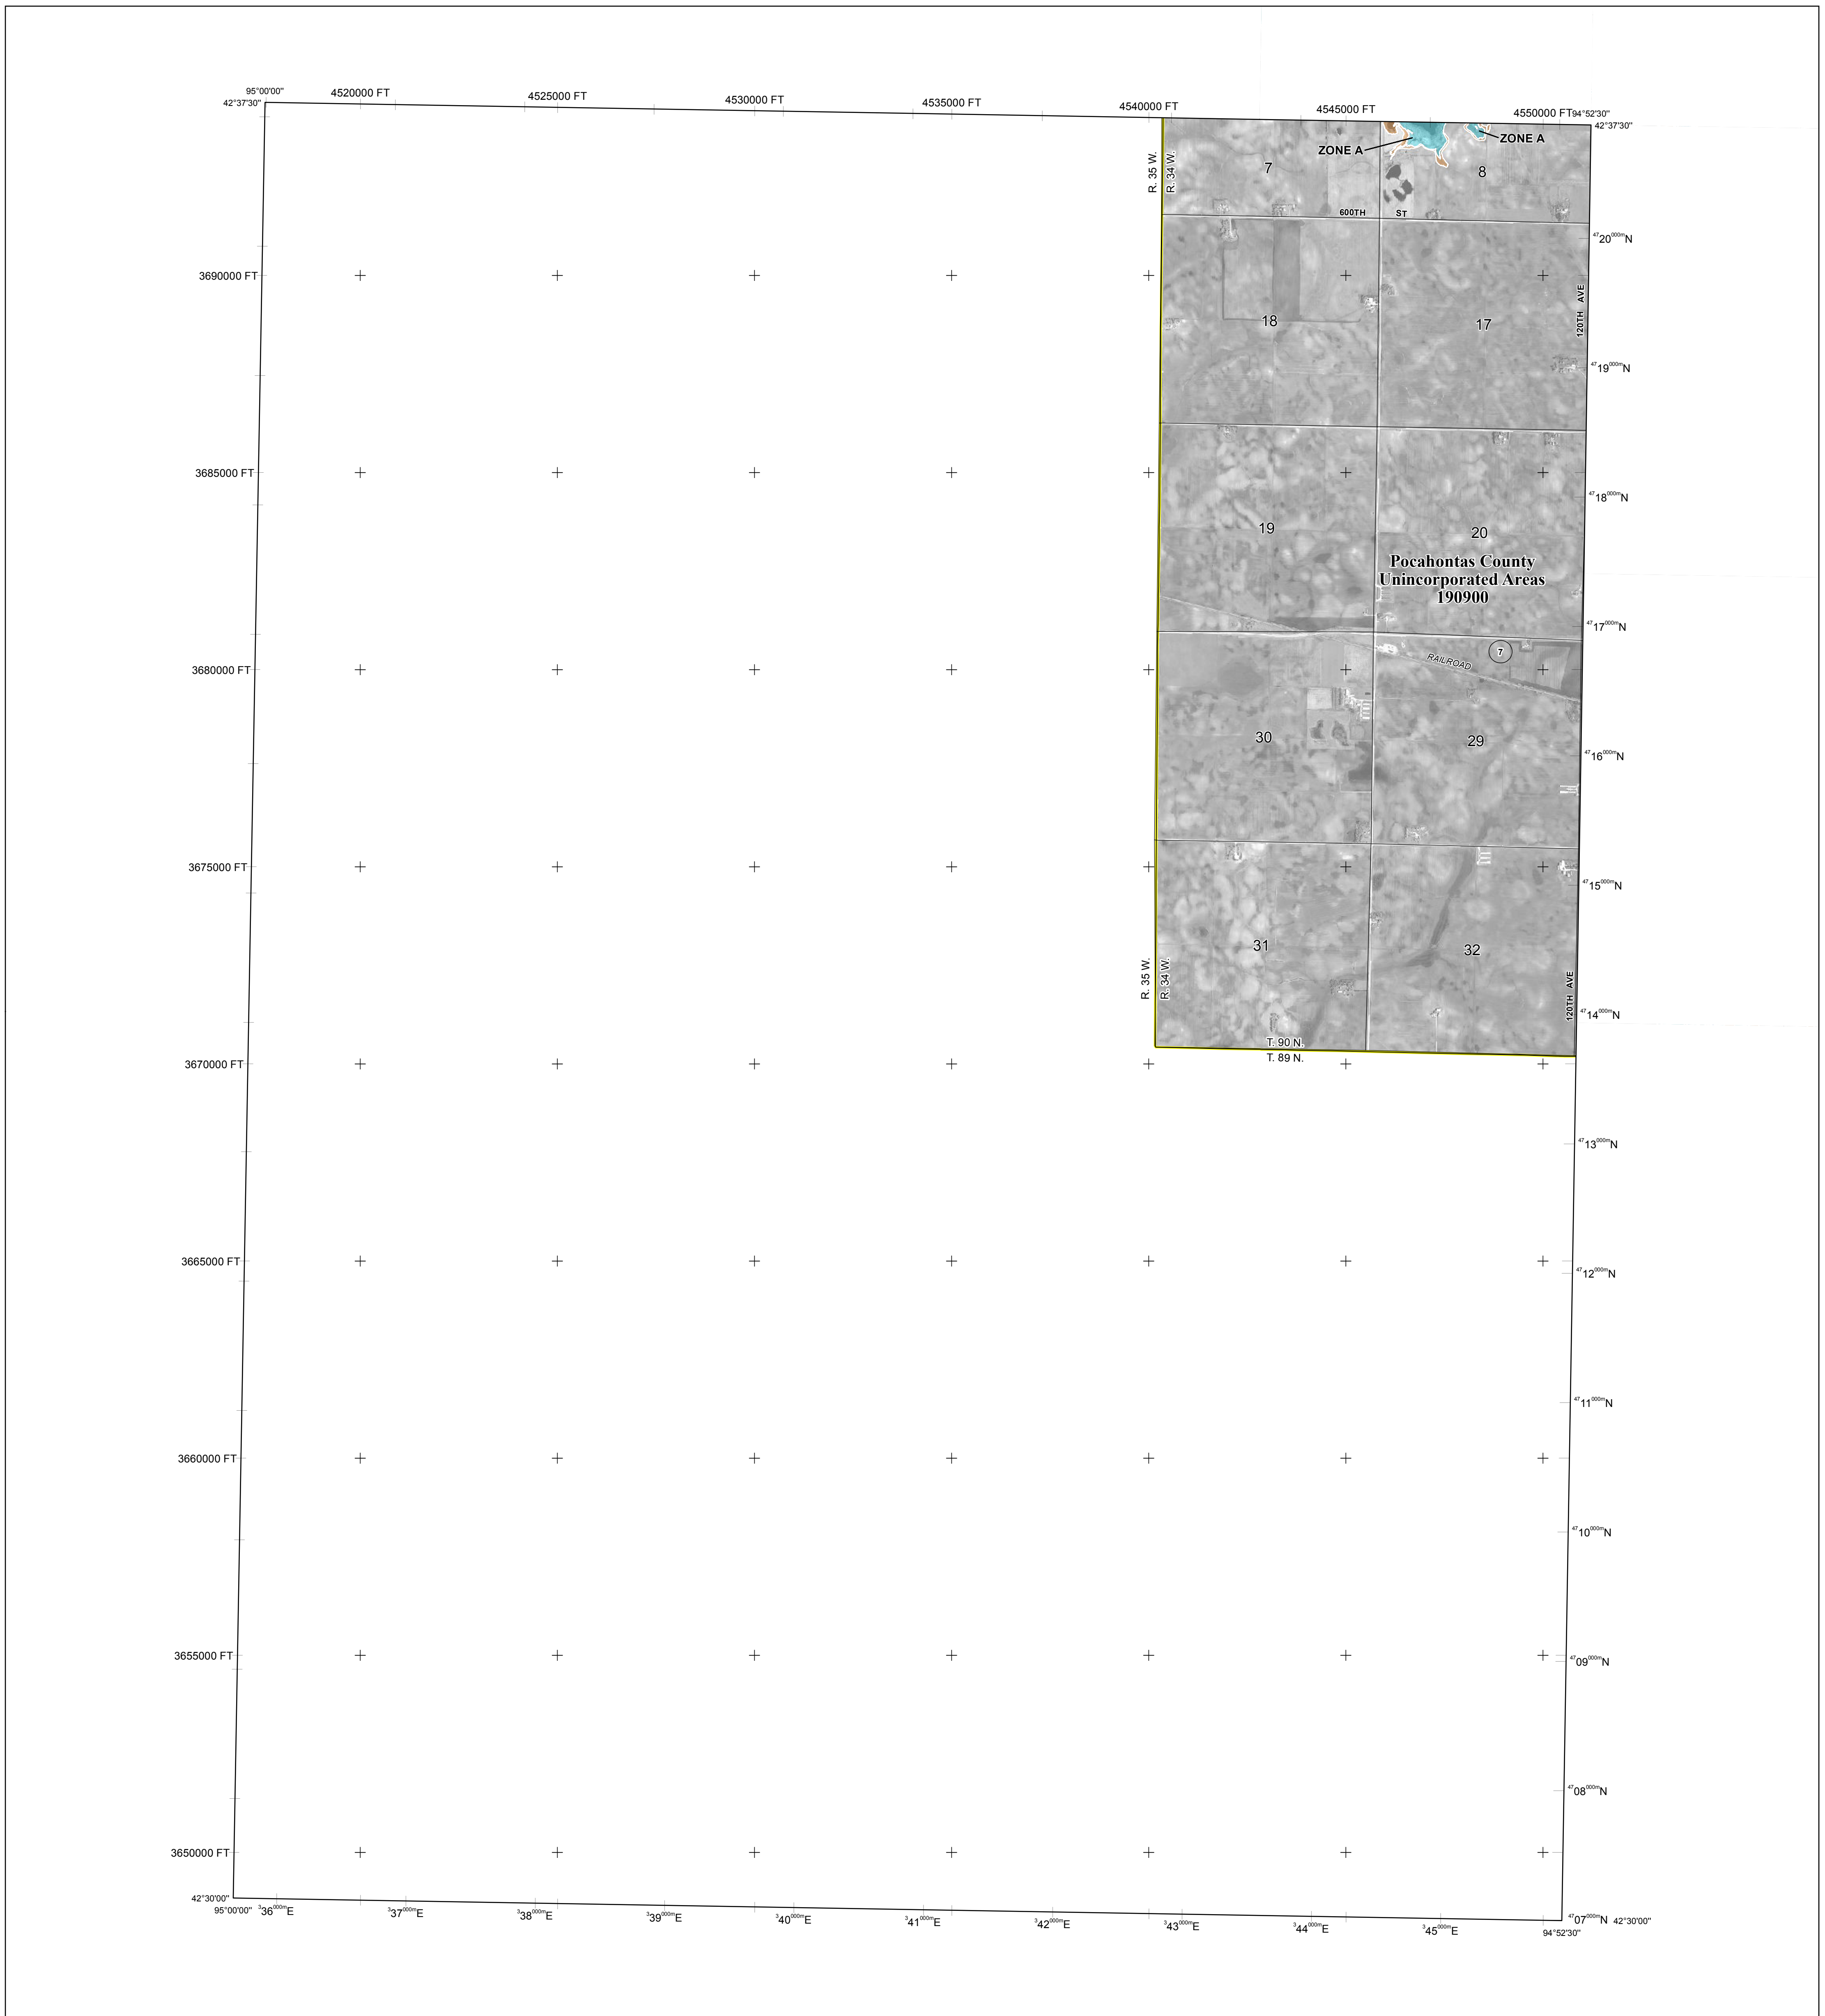 95°00'00"
4520000 FT
4525000 FT
4530000 FT
4535000 FT
4540000 FT
4545000 FT
4550000 FT
94°52'30"
42°37'30"
42°37'30"
ZONE A
ZONE A
R. 35 W.
R. 34 W.
7
8
600TH ST
4720000mN
3690000 FT
120TH AVE
18
17
4719000mN
3685000 FT
4718000mN
19
20
Pocahontas County
Unincorporated Areas
190900
4717000mN
7
RAILROAD
3680000 FT
30
29
4716000mN
3675000 FT
4715000mN
31
32
R. 35 W.
R. 34 W.
120TH AVE
4714000mN
T. 90 N.
T. 89 N.
3670000 FT
4713000mN
3665000 FT
4712000mN
4711000mN
3660000 FT
4710000mN
3655000 FT
4709000mN
4708000mN
3650000 FT
42°30'00"
95°00'00"
336000mE
337000mE
338000mE
339000mE
340000mE
341000mE
342000mE
343000mE
344000mE
345000mE
4707000mN
42°30'00"
94°52'30"